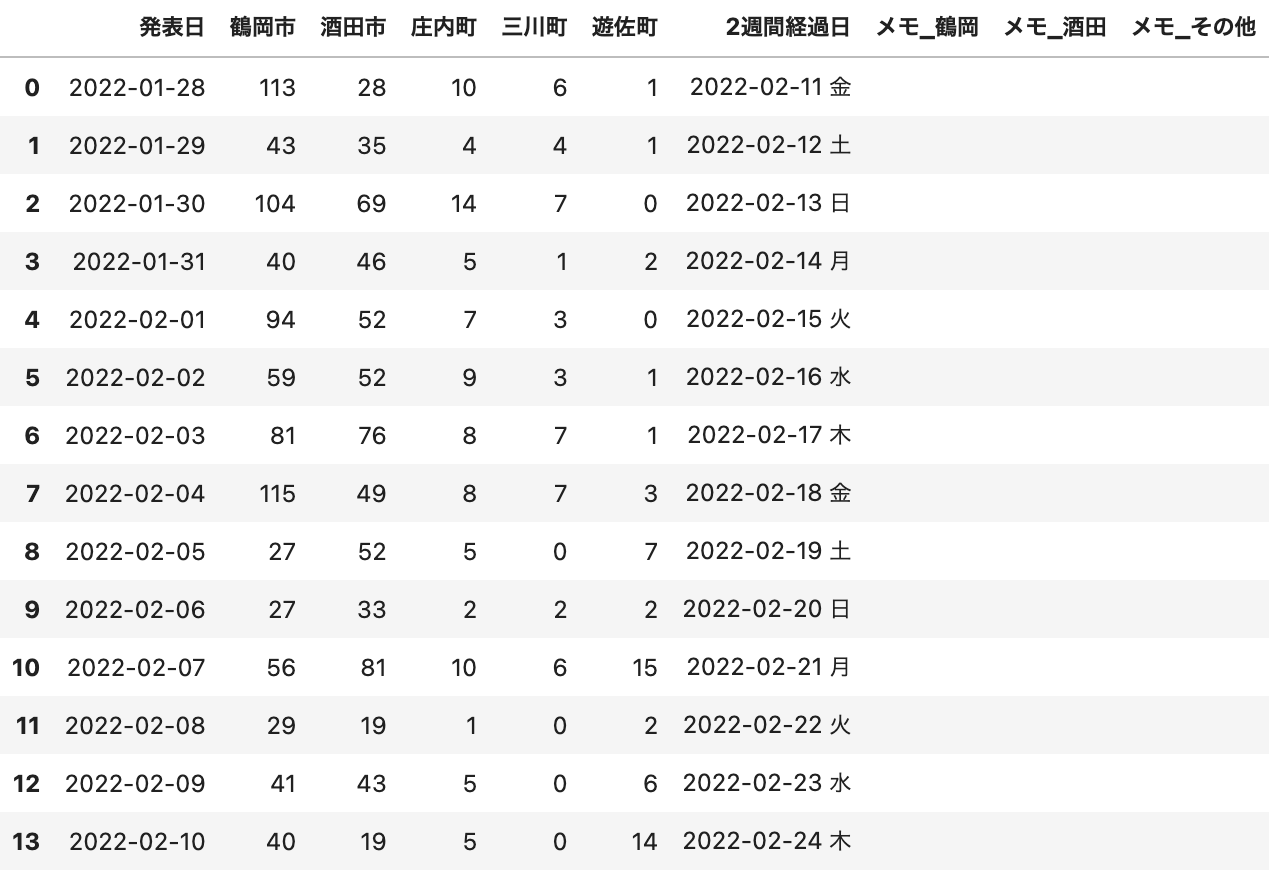 発表日 鶴岡市 酒田市 庄内町 三川町 遊佐町 2週間経過日 メモ_鶴岡 メモ_酒田 メモ_その他
0 2022-01-28 113 28 10 6 1 2022-02-11 金
1 2022-01-29 43 35 4 4 1 2022-02-12 土
2 2022-01-30 104 69 14 7 0 2022-02-13 日
3 2022-01-31 40 46 5 1 2 2022-02-14 月
4 2022-02-01 94 52 7 3 0 2022-02-15 火
5 2022-02-02 59 52 9 3 1 2022-02-16 水
6 2022-02-03 81 76 8 7 1 2022-02-17 木
7 2022-02-04 115 49 8 7 3 2022-02-18 金
8 2022-02-05 27 52 5 0 7 2022-02-19 土
9 2022-02-06 27 33 2 2 2 2022-02-20 日
10 2022-02-07 56 81 10 6 15 2022-02-21 月
11 2022-02-08 29 19 1 0 2 2022-02-22 火
12 2022-02-09 41 43 5 0 6 2022-02-23 水
13 2022-02-10 40 19 5 0 14 2022-02-24 木